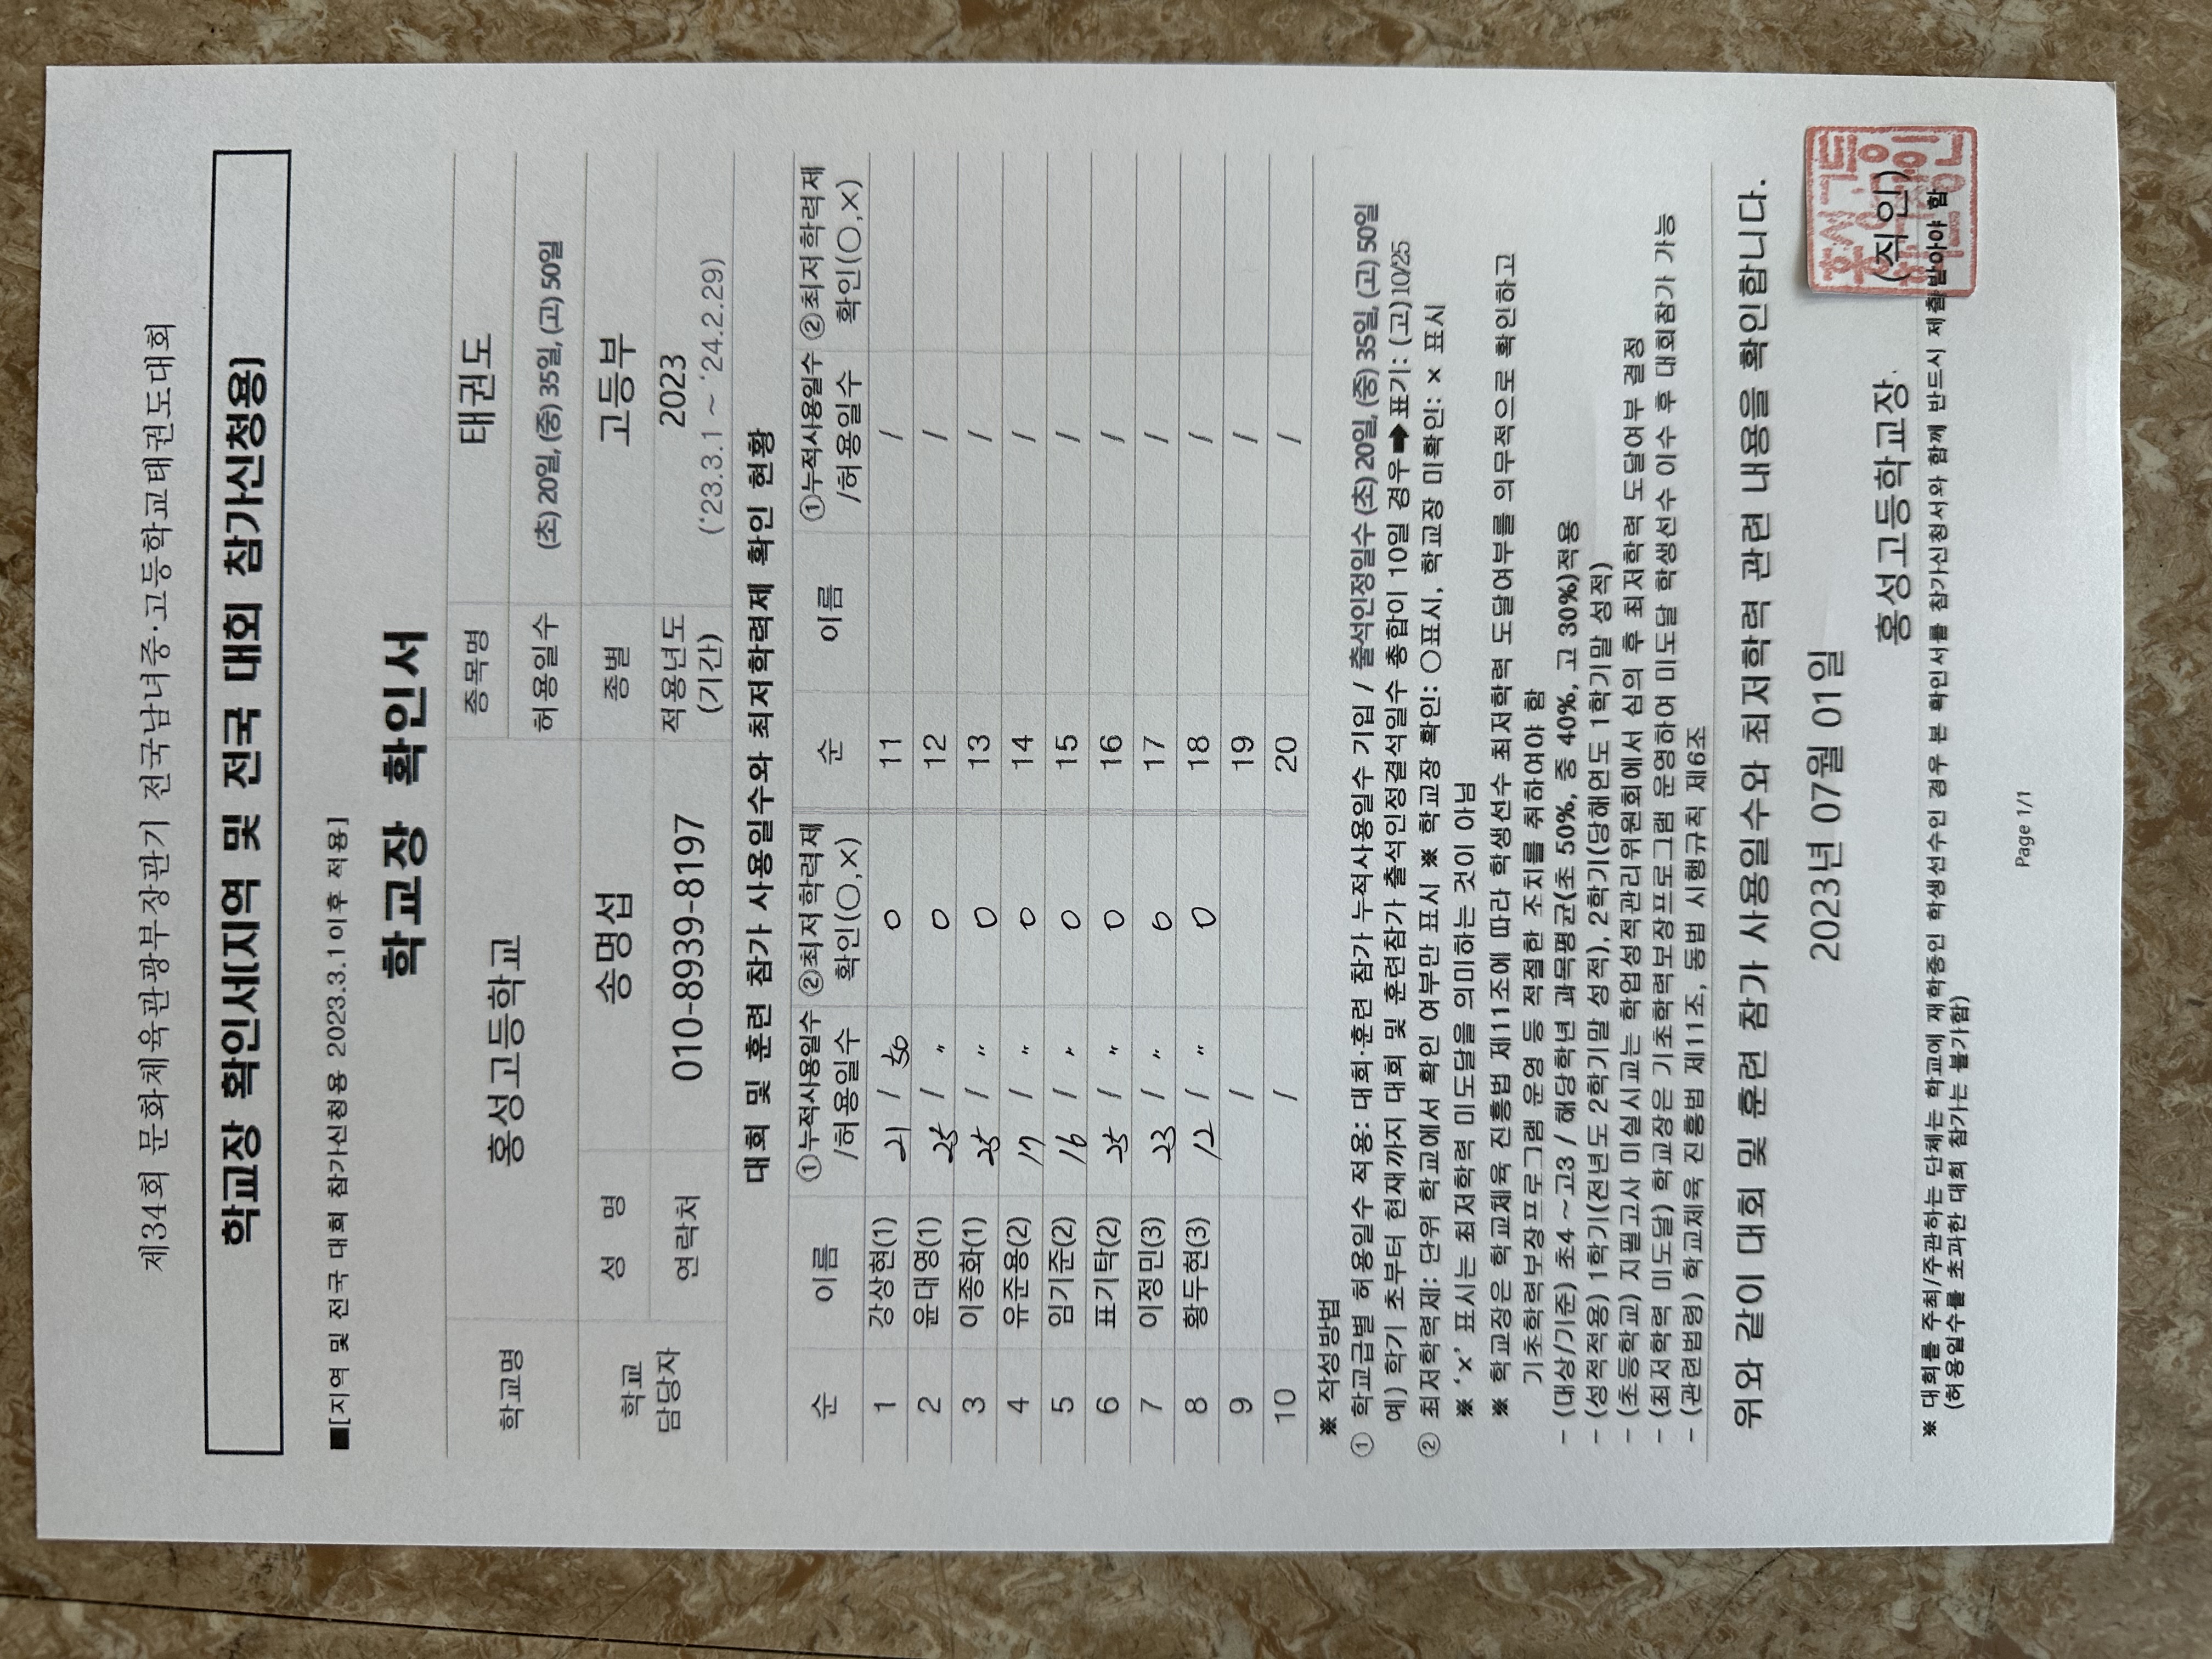 제34회 문화체육관광부장관기 전국남녀중·고등학교태권도대회
학교장 확인서[지역 및 전국 대회 참가신청용]
■[지역 및 전국 대회 참가신청용 2023.3.1이후 적용]
학교장 확인서
학교명 홍성고등학교 종목명 태권도
허용일수 (초) 20일, (중) 35일, (고) 50일
학교 담당자 성 명 송명섭 종별 고등부
연락처 010-8939-8197 적용년도 (기간) 2023 ('23.3.1 ~ '24.2.29)
대회 및 훈련 참가 사용일수와 최저학력제 확인 현황
순 이름 ①누적사용일수 /허용일수 ②최저학력제 확인(○,×) 순 이름 ①누적사용일수 /허용일수 ②최저학력제 확인(○,×)
1 강상현(1) 21 / 50 O 11 /
2 윤대영(1) 25 / 〃 O 12 /
3 이종화(1) 25 / 〃 O 13 /
4 유준용(2) 17 / 〃 O 14 /
5 임기준(2) 16 / 〃 O 15 /
6 표기탁(2) 25 / 〃 O 16 /
7 이정민(3) 23 / 〃 O 17 /
8 황두현(3) 12 / 〃 O 18 /
9 / 19 /
10 / 20 /
※ 작성방법
① 학교급별 허용일수 적용: 대회·훈련 참가 누적사용일수 기입 / 출석인정일수 (초) 20일, (중) 35일, (고) 50일
예) 학기 초부터 현재까지 대회 및 훈련참가 출석인정결석일수 총합이 10일 경우➡표기: (고)10/25
② 최저학력제: 단위 학교에서 확인 여부만 표시 ※ 학교장 확인: ○표시, 학교장 미확인: × 표시
※ 'x' 표시는 최저학력 미도달을 의미하는 것이 아님
※ 학교장은 학교체육 진흥법 제11조에 따라 학생선수 최저학력 도달여부를 의무적으로 확인하고
기초학력보장프로그램 운영 등 적절한 조치를 취하여야 함
- (대상/기준) 초4 ~ 고3 / 해당학년 과목평균(초 50%, 중 40%, 고 30%)적용
- (성적적용) 1학기(전년도 2학기말 성적), 2학기(당해연도 1학기말 성적)
- (초등학교) 지필고사 미실시교는 학업성적관리위원회에서 심의 후 최저학력 도달여부 결정
- (최저학력 미도달) 학교장은 기초학력보장프로그램 운영하여 미도달 학생선수 이수 후 대회참가 가능
- (관련법령) 학교체육 진흥법 제11조, 동법 시행규칙 제6조
위와 같이 대회 및 훈련 참가 사용일수와 최저학력 관련 내용을 확인합니다.
2023년 07월 01일
홍성고등학교장 (직인)
※ 대회를 주최/주관하는 단체는 학교에 재학중인 학생선수인 경우 본 확인서를 참가신청서와 함께 반드시 제출받아야 함
(허용일수를 초과한 대회 참가는 불가함)
Page 1/1